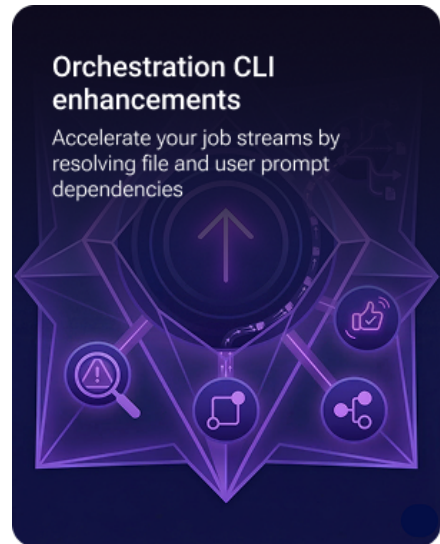 Orchestration CLI
enhancements
Accelerate your job streams by
resolving file and user prompt
dependencies